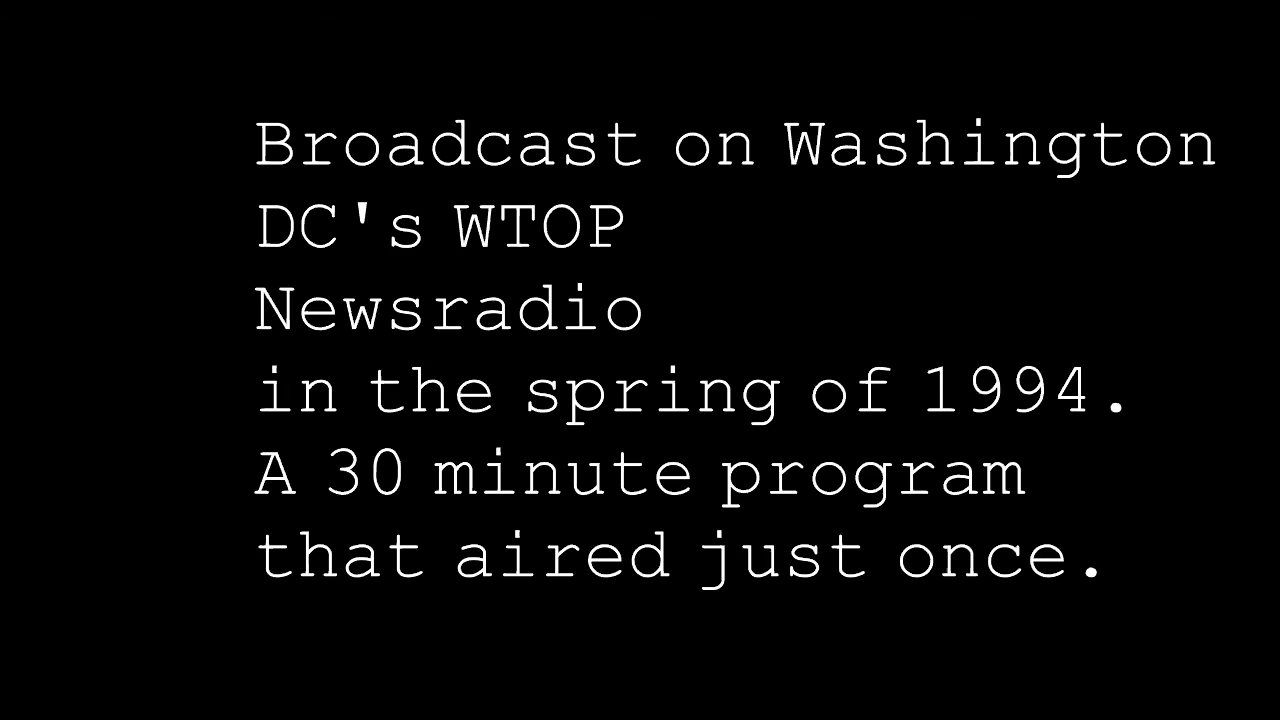 Broadcast on Washington
DC's WTOP
Newsradio
in the spring of 1994.
A 30 minute program
that aired just once.